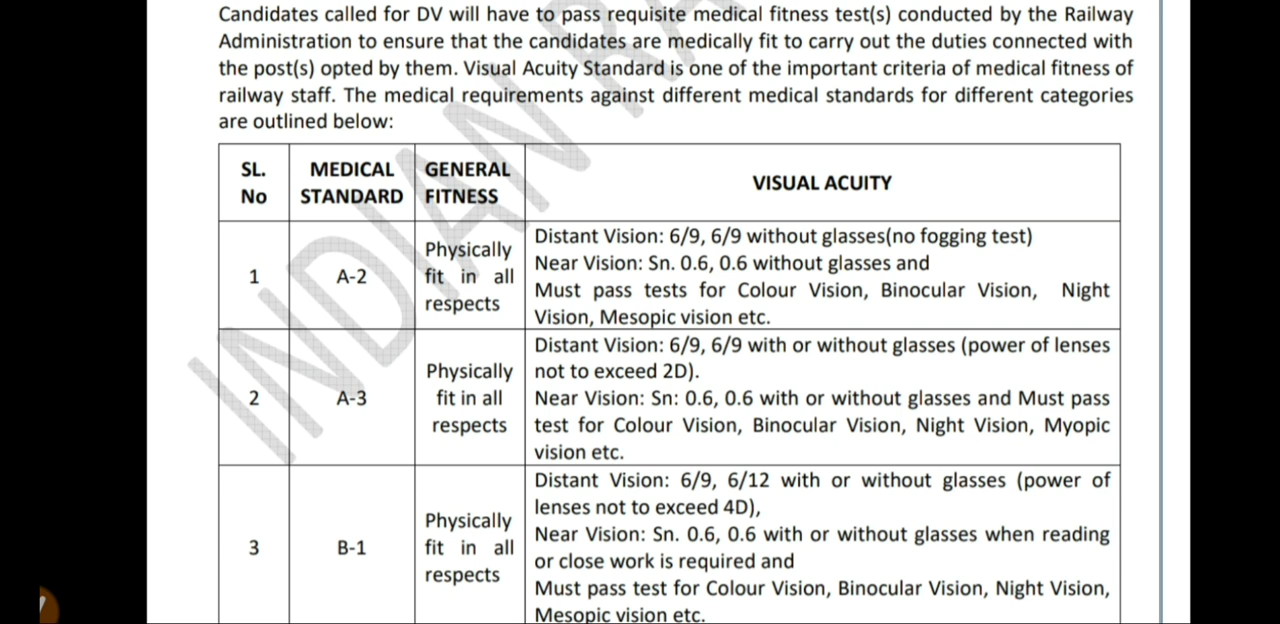 Candidates called for DV will have to pass requisite medical fitness test(s) conducted by the Railway
Administration to ensure that the candidates are medically fit to carry out the duties connected with
the post(s) opted by them. Visual Acuity Standard is one of the important criteria of medical fitness of
railway staff. The medical requirements against different medical standards for different categories
are outlined below:
SL. No
MEDICAL STANDARD
GENERAL FITNESS
VISUAL ACUITY
1
A-2
Physically
fit in all
respects
Distant Vision: 6/9, 6/9 without glasses(no fogging test)
Near Vision: Sn. 0.6, 0.6 without glasses and
Must pass tests for Colour Vision, Binocular Vision, Night
Vision, Mesopic vision etc.
2
A-3
Physically
fit in all
respects
Distant Vision: 6/9, 6/9 with or without glasses (power of lenses
not to exceed 2D).
Near Vision: Sn: 0.6, 0.6 with or without glasses and Must pass
test for Colour Vision, Binocular Vision, Night Vision, Myopic
vision etc.
3
B-1
Physically
fit in all
respects
Distant Vision: 6/9, 6/12 with or without glasses (power of
lenses not to exceed 4D),
Near Vision: Sn. 0.6, 0.6 with or without glasses when reading
or close work is required and
Must pass test for Colour Vision, Binocular Vision, Night Vision,
Mesopic vision etc.
INDIAN RA